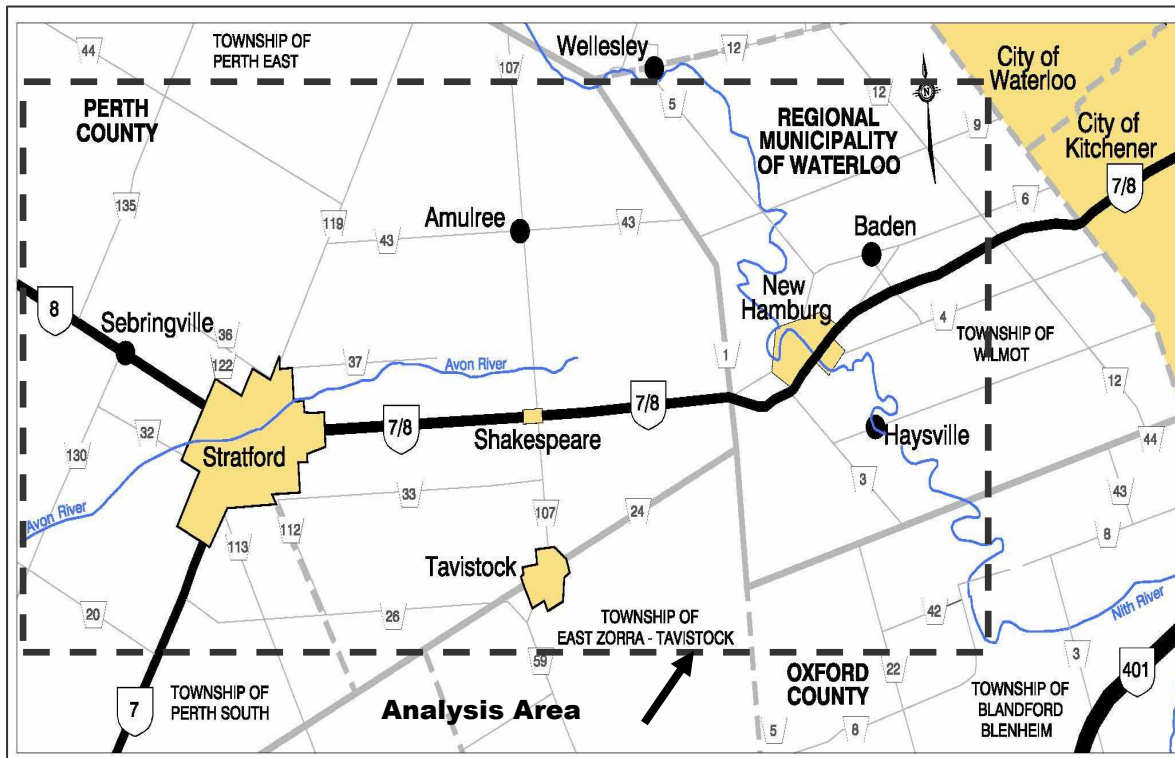 44
TOWNSHIP OF
PERTH EAST
107
Wellesley
12
City of
Waterloo
PERTH
COUNTY
5
REGIONAL
MUNICIPALITY
OF WATERLOO
12
N
9
City of
Kitchener
7/8
135
119
43
Amulree
43
Baden
6
8
Sebringville
36
122
37
Avon River
1
New
Hamburg
4
TOWNSHIP OF
WILMOT
12
32
130
Stratford
7/8
Shakespeare
7/8
Haysville
44
Avon River
33
112
113
107
24
3
43
8
Tavistock
20
26
42
Nith River
TOWNSHIP OF
EAST ZORRA - TAVISTOCK
59
OXFORD
COUNTY
22
3
401
7
TOWNSHIP OF
PERTH SOUTH
Analysis Area
5
8
TOWNSHIP OF
BLANDFORD
BLENHEIM